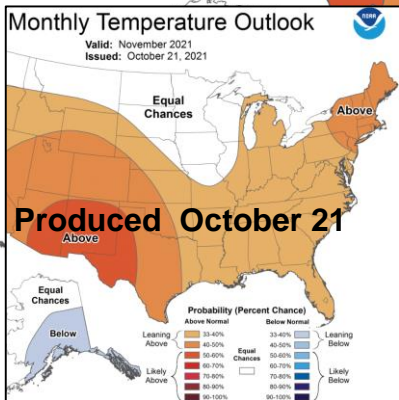 Monthly Temperature Outlook
NOAA
Valid: November 2021
Issued: October 21, 2021
Equal
Chances
Above
Produced October 21
Above
Equal
Chances
Below
Probability (Percent Chance)
Above Normal
Below Normal
Leaning
Above
33-40%
40-50%
50-60%
Likely
Above
60-70%
70-80%
80-90%
90-100%
Equal
Chances
33-40%
40-50%
50-60%
60-70%
70-80%
80-90%
90-100%
Leaning
Below
Likely
Below